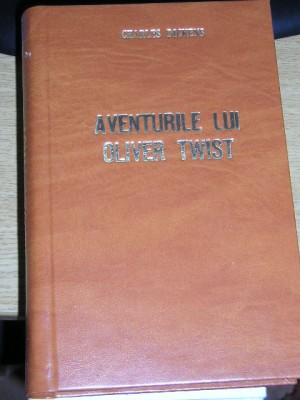 CHARLES DICKENS
AVENTURILE LUI
OLIVER TWIST